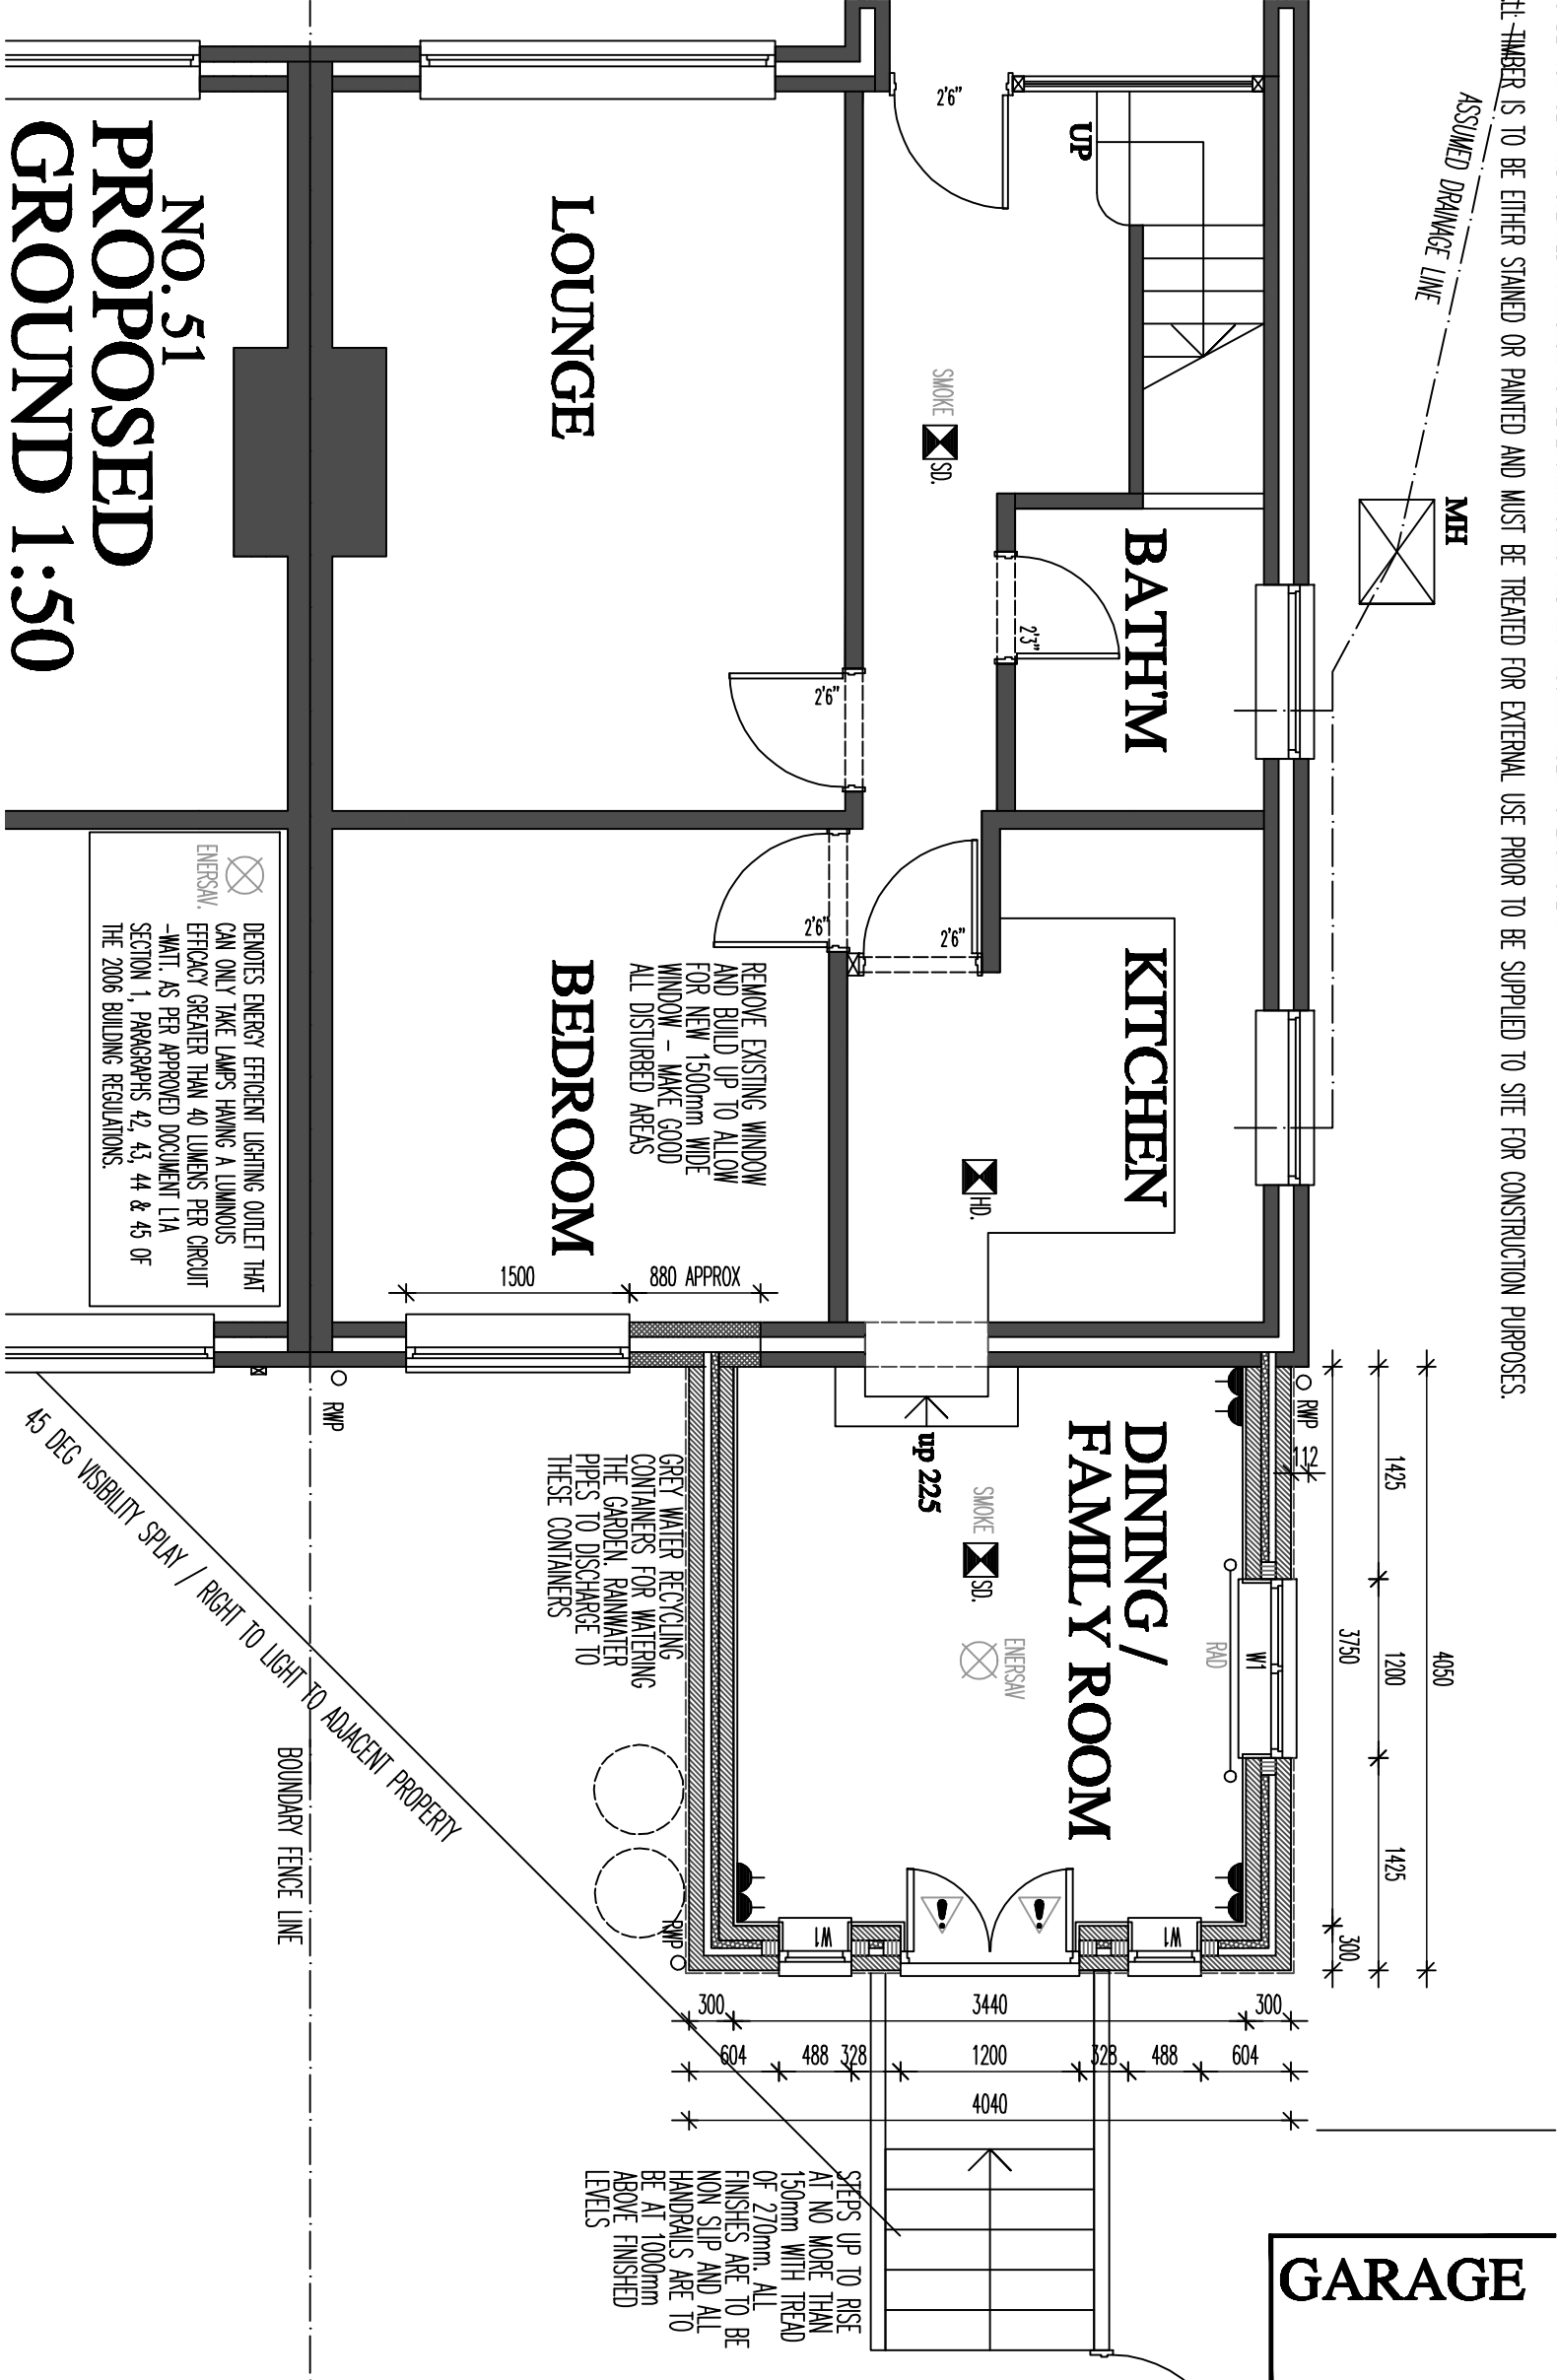 TIMBER IS TO BE EITHER STAINED OR PAINTED AND MUST BE TREATED FOR EXTERNAL USE PRIOR TO BE SUPPLIED TO SITE FOR CONSTRUCTION PURPOSES.
ASSUMED DRAINAGE LINE
MH
UP
2'6"
LOUNGE
SMOKE
SD.
BATH'M
2'3"
2'6"
KITCHEN
2'6"
2'6"
HD.
BEDROOM
REMOVE EXISTING WINDOW
AND BUILD UP TO ALLOW
FOR NEW 1500mm WIDE
WINDOW - MAKE GOOD
ALL DISTURBED AREAS
1500
880 APPROX
NO. 51
PROPOSED
GROUND 1:50
ENERSAV.
DENOTES ENERGY EFFICIENT LIGHTING OUTLET THAT
CAN ONLY TAKE LAMPS HAVING A LUMINOUS
EFFICACY GREATER THAN 40 LUMENS PER CIRCUIT
-WATT. AS PER APPROVED DOCUMENT L1A
SECTION 1, PARAGRAPHS 42, 43, 44 & 45 OF
THE 2006 BUILDING REGULATIONS.
DINING /
FAMILY ROOM
up 225
SMOKE
SD.
ENERSAV
RAD
W1
W1
W1
RWP
RWP
RWP
112
1425
1200
1425
3750
300
4050
300
3440
300
604
488
328
1200
328
488
604
4040
GREY WATER RECYCLING
CONTAINERS FOR WATERING
THE GARDEN. RAINWATER
PIPES TO DISCHARGE TO
THESE CONTAINERS
45 DEG VISIBILITY SPLAY / RIGHT TO LIGHT TO ADJACENT PROPERTY
BOUNDARY FENCE LINE
STEPS UP TO RISE
AT NO MORE THAN
150mm WITH TREAD
OF 270mm. ALL
FINISHES ARE TO BE
NON SLIP AND ALL
HANDRAILS ARE TO
BE AT 1000mm
ABOVE FINISHED
LEVELS
GARAGE